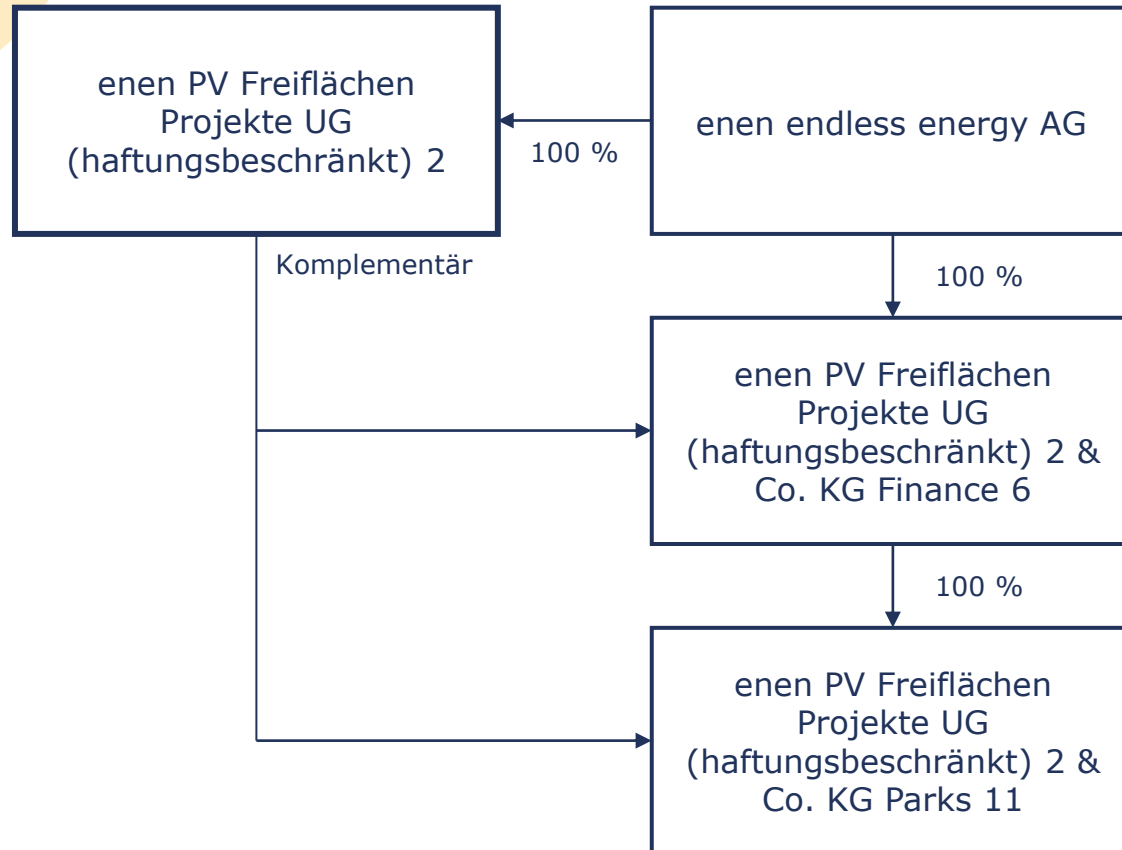 enen PV Freiflächen
Projekte UG
(haftungsbeschränkt) 2
100 %
enen endless energy AG
Komplementär
100 %
enen PV Freiflächen
Projekte UG
(haftungsbeschränkt) 2 &
Co. KG Finance 6
100 %
enen PV Freiflächen
Projekte UG
(haftungsbeschränkt) 2 &
Co. KG Parks 11